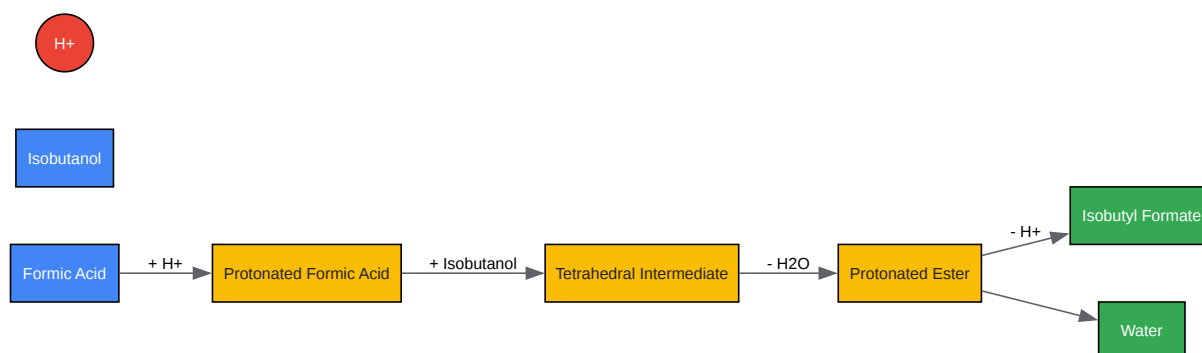 H+
Isobutanol
Formic Acid
+ H+
Protonated Formic Acid
+ Isobutanol
Tetrahedral Intermediate
- H2O
Protonated Ester
- H+
Isobutyl Formate
Water